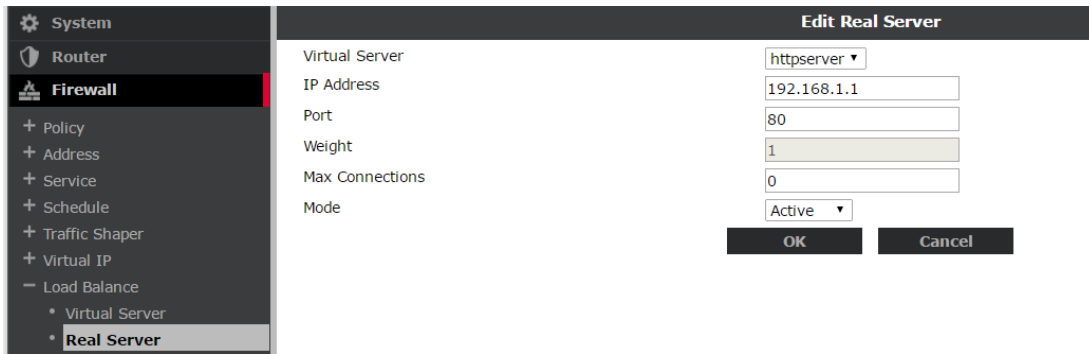 System
Router
Firewall
+ Policy
+ Address
+ Service
+ Schedule
+ Traffic Shaper
+ Virtual IP
− Load Balance
• Virtual Server
• Real Server
Edit Real Server
Virtual Server httpserver
IP Address 192.168.1.1
Port 80
Weight 1
Max Connections 0
Mode Active
OK Cancel